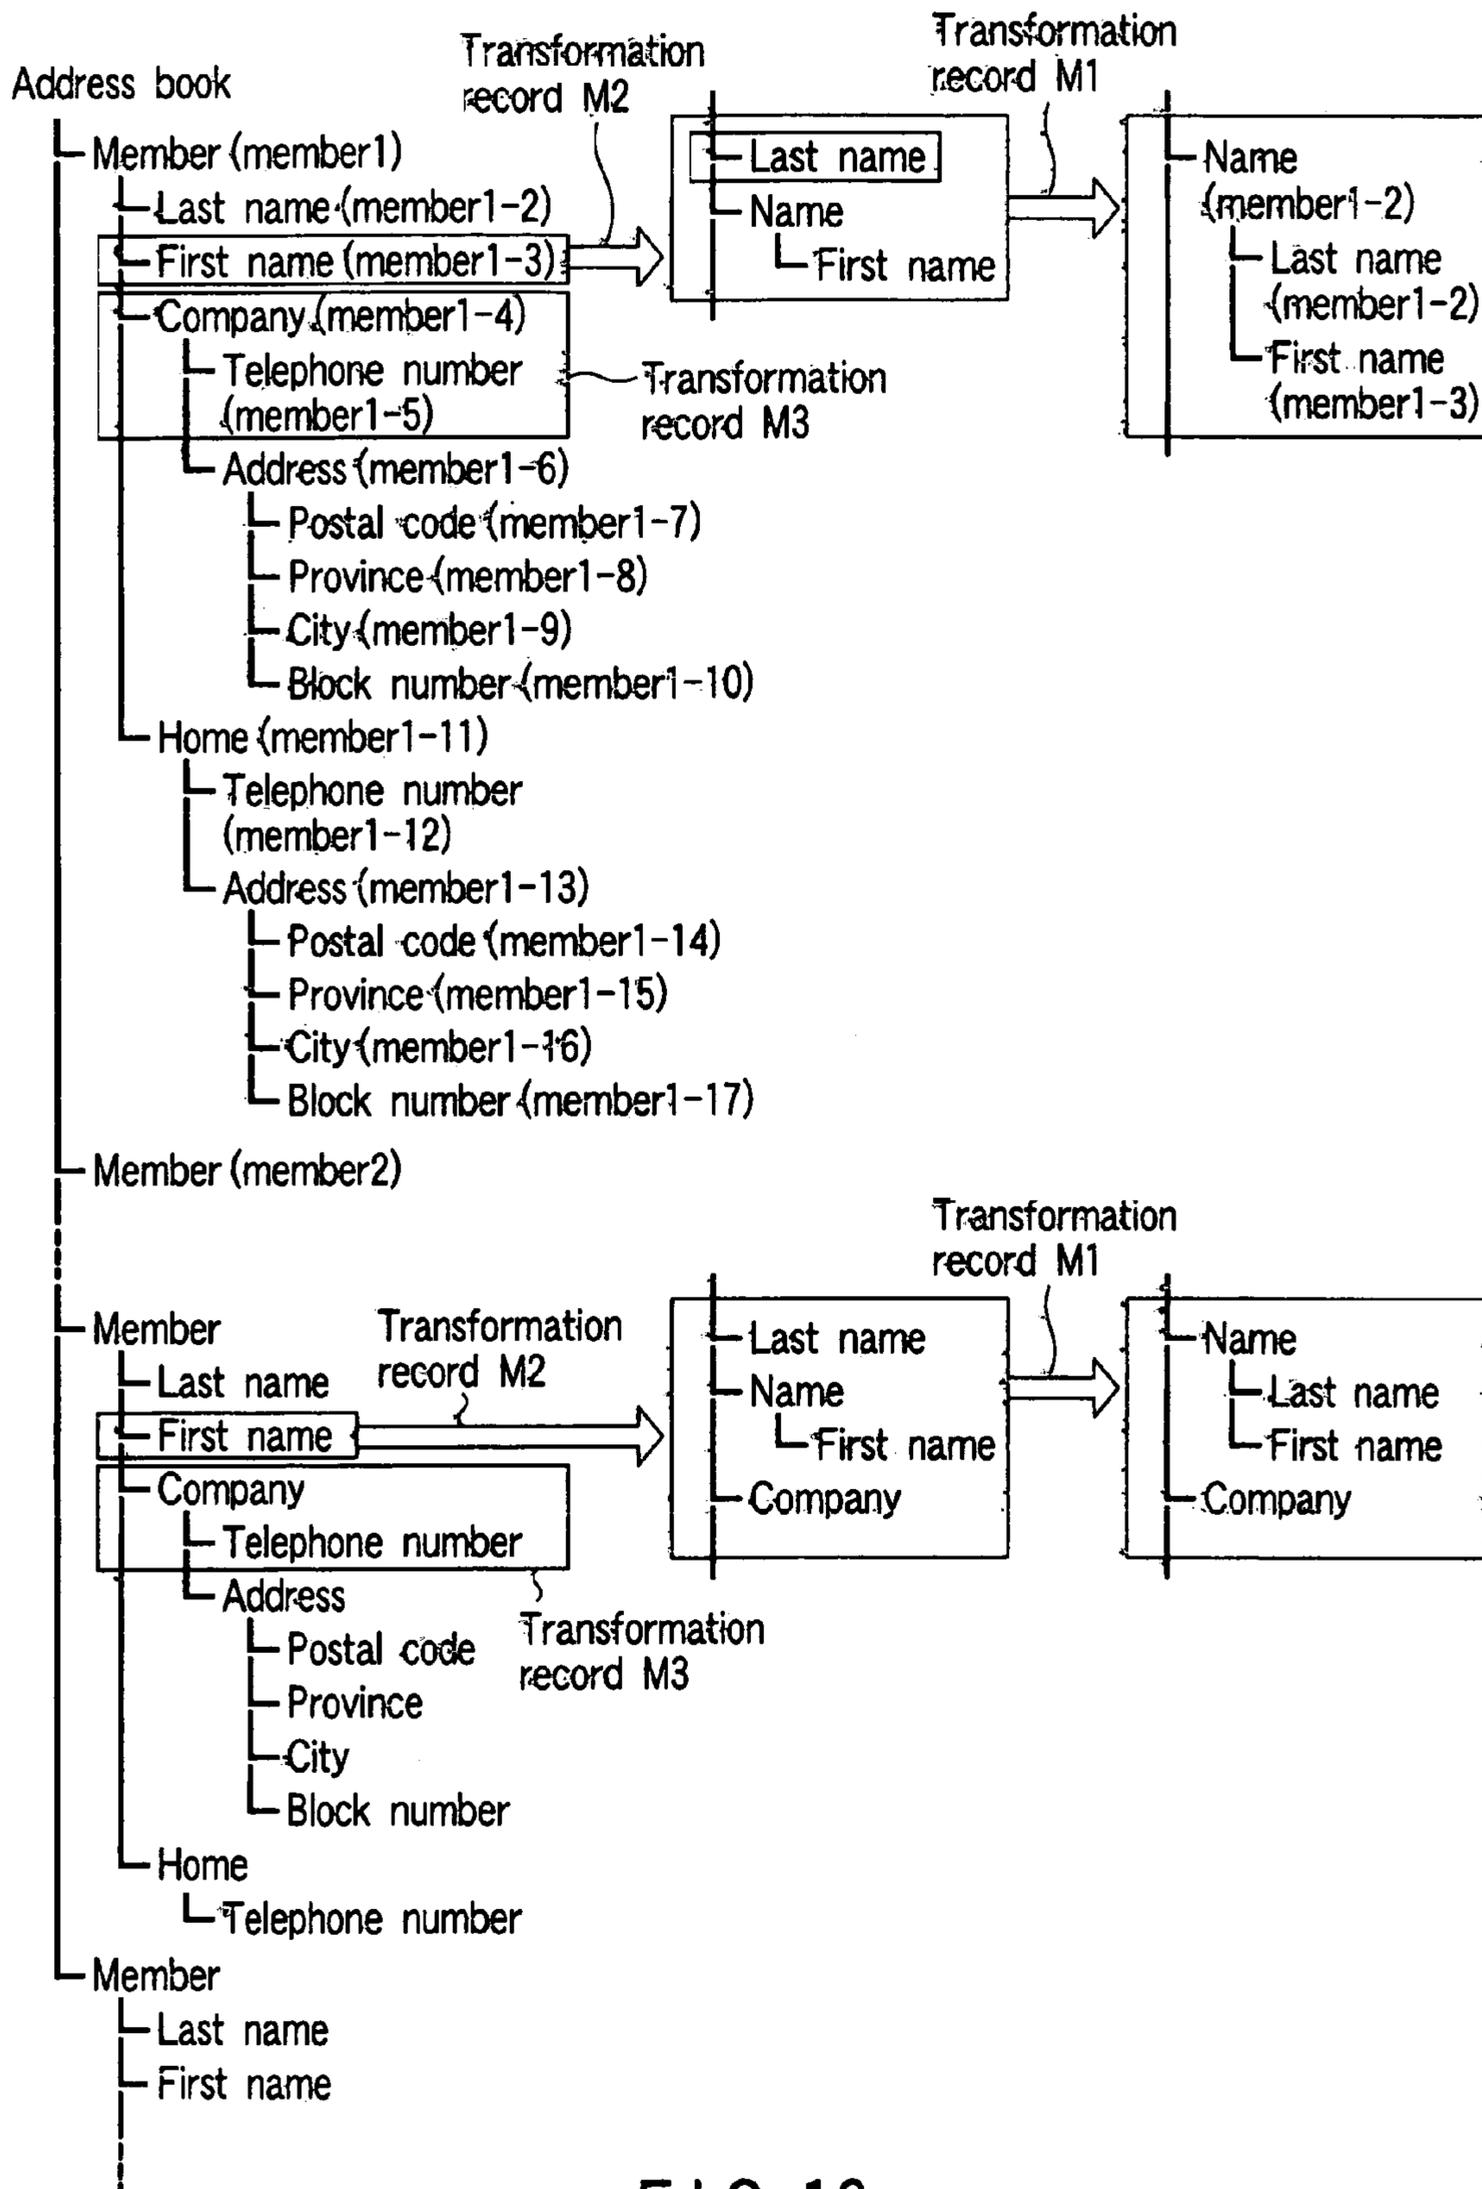 Address book
Member (member1)
Last name (member1-2)
First name (member1-3)
Company (member1-4)
Telephone number
(member1-5)
Address (member1-6)
Postal code (member1-7)
Province (member1-8)
City (member1-9)
Block number (member1-10)
Home (member1-11)
Telephone number
(member1-12)
Address (member1-13)
Postal code (member1-14)
Province (member1-15)
City (member1-16)
Block number (member1-17)
Member (member2)
Transformation
record M2
Last name
Name
First name
Transformation
record M1
Name
(member1-2)
Last name
(member1-2)
First name
(member1-3)
Transformation
record M3
Member
Last name
First name
Company
Telephone number
Address
Postal code
Province
City
Block number
Home
Telephone number
Member
Last name
First name
Transformation
record M2
Last name
Name
First name
Company
Transformation
record M1
Name
Last name
First name
Company
Transformation
record M3